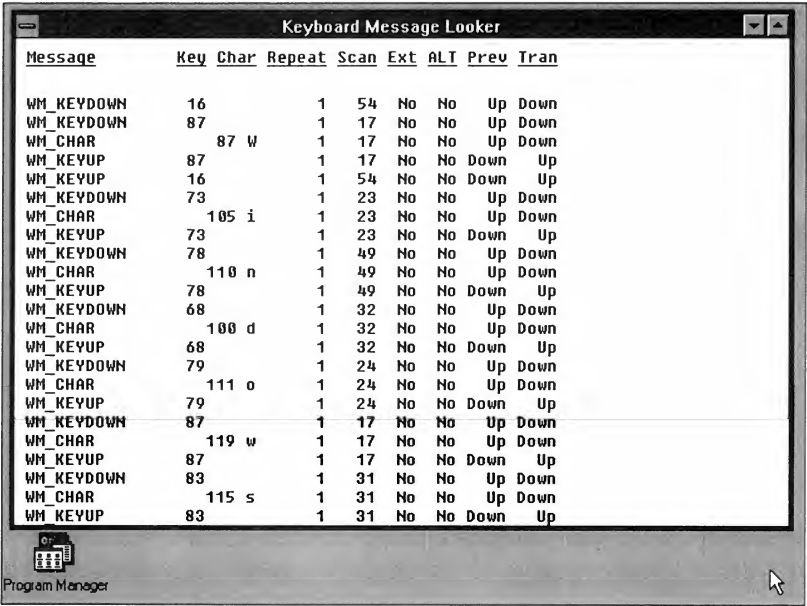 Keyboard Message Looker
Message Key Char Repeat Scan Ext ALT Prev Tran
WM_KEYDOWN 16 1 54 No No Up Down
WM_KEYDOWN 87 1 17 No No Up Down
WM_CHAR 87 W 1 17 No No Up Down
WM_KEYUP 87 1 17 No No Down Up
WM_KEYUP 16 1 54 No No Down Up
WM_KEYDOWN 73 1 23 No No Up Down
WM_CHAR 105 i 1 23 No No Up Down
WM_KEYUP 73 1 23 No No Down Up
WM_KEYDOWN 78 1 49 No No Up Down
WM_CHAR 110 n 1 49 No No Up Down
WM_KEYUP 78 1 49 No No Down Up
WM_KEYDOWN 68 1 32 No No Up Down
WM_CHAR 100 d 1 32 No No Up Down
WM_KEYUP 68 1 32 No No Down Up
WM_KEYDOWN 79 1 24 No No Up Down
WM_CHAR 111 o 1 24 No No Up Down
WM_KEYUP 79 1 24 No No Down Up
WM_KEYDOWN 87 1 17 No No Up Down
WM_CHAR 119 w 1 17 No No Up Down
WM_KEYUP 87 1 17 No No Down Up
WM_KEYDOWN 83 1 31 No No Up Down
WM_CHAR 115 s 1 31 No No Up Down
WM_KEYUP 83 1 31 No No Down Up
Program Manager